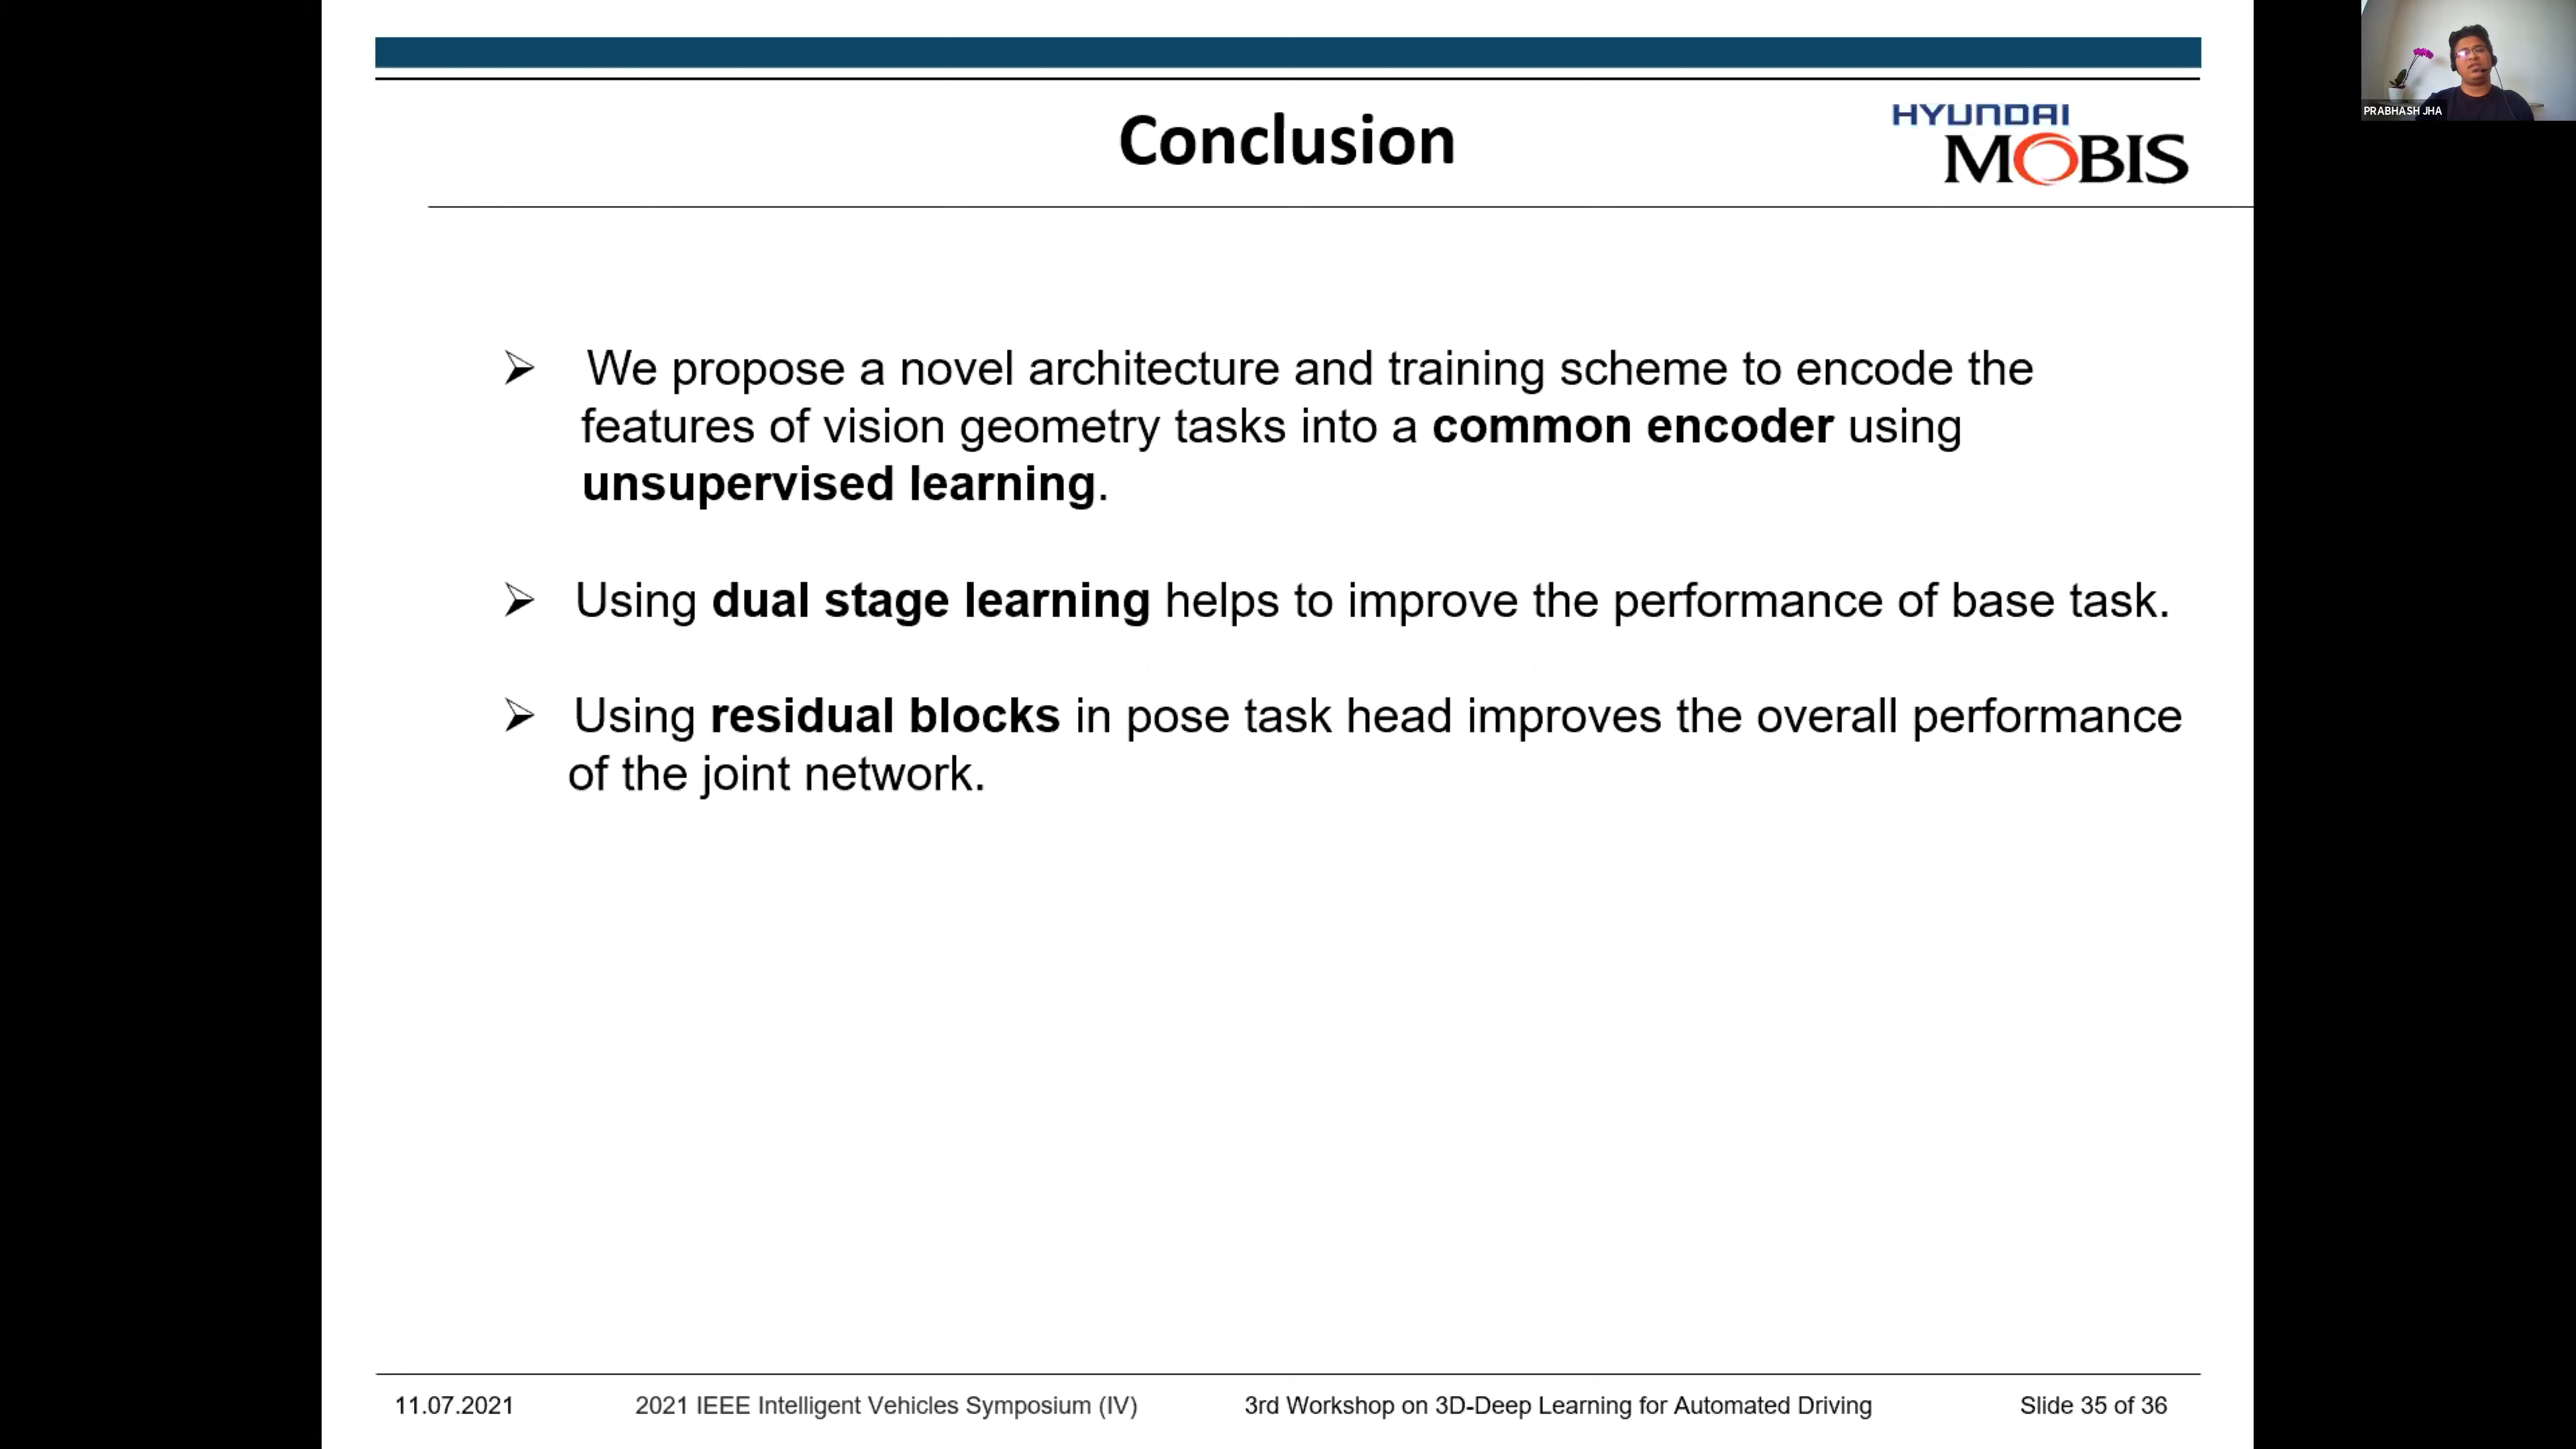 Conclusion
HYUNDAI
MOBIS
PRABHASH JHA
➢ We propose a novel architecture and training scheme to encode the
features of vision geometry tasks into a common encoder using
unsupervised learning.
➢ Using dual stage learning helps to improve the performance of base task.
➢ Using residual blocks in pose task head improves the overall performance
of the joint network.
11.07.2021 2021 IEEE Intelligent Vehicles Symposium (IV) 3rd Workshop on 3D-Deep Learning for Automated Driving Slide 35 of 36